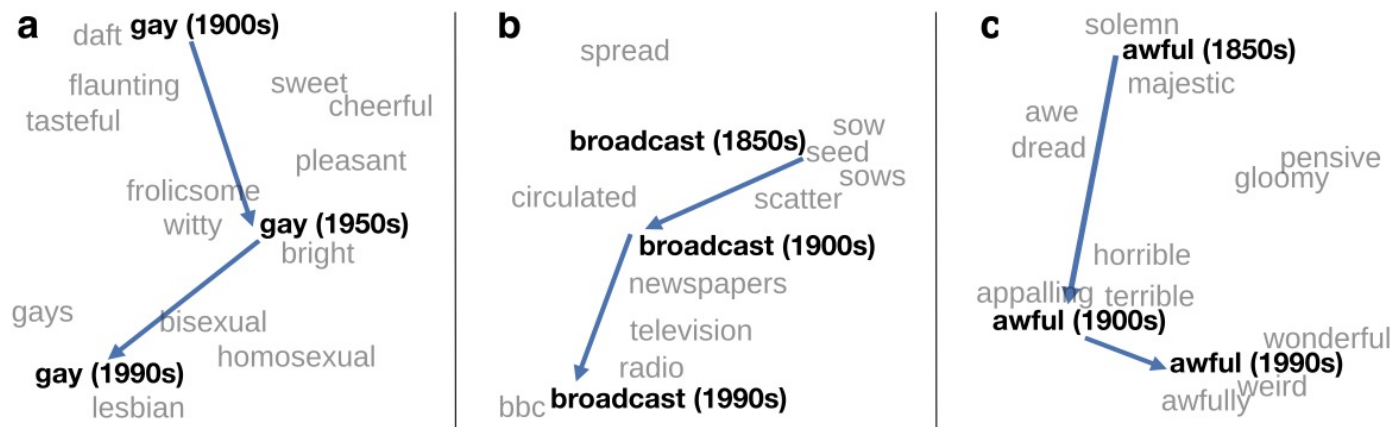 a
daft gay (1900s)
flaunting
sweet
tasteful
cheerful
pleasant
frolicsome
witty
gay (1950s)
bright
gays
bisexual
homosexual
gay (1990s)
lesbian
b
spread
broadcast (1850s)
sow
seed
sows
circulated
scatter
broadcast (1900s)
newspapers
television
radio
bbc broadcast (1990s)
c
solemn
awful (1850s)
majestic
awe
dread
pensive
gloomy
horrible
appalling terrible
awful (1900s)
wonderful
awful (1990s)
weird
awfully